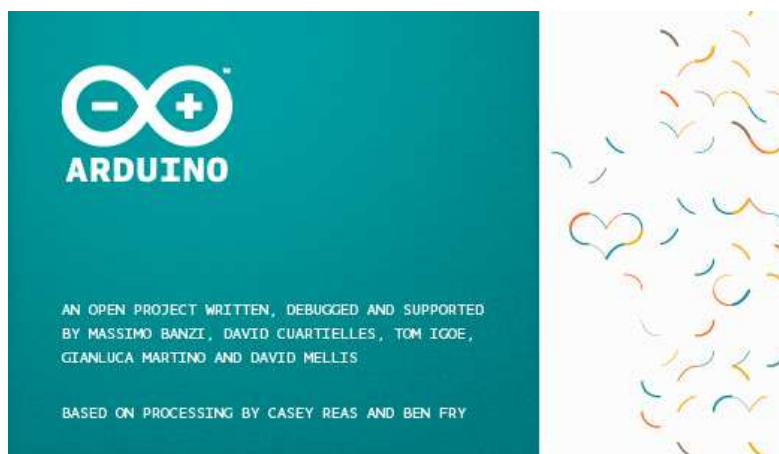 ARDUINO
AN OPEN PROJECT WRITTEN, DEBUGGED AND SUPPORTED
BY MASSIMO BANZI, DAVID CUARTIELLES, TOM IGOE,
GIANLUCA MARTINO AND DAVID MELLIS
BASED ON PROCESSING BY CASEY REAS AND BEN FRY